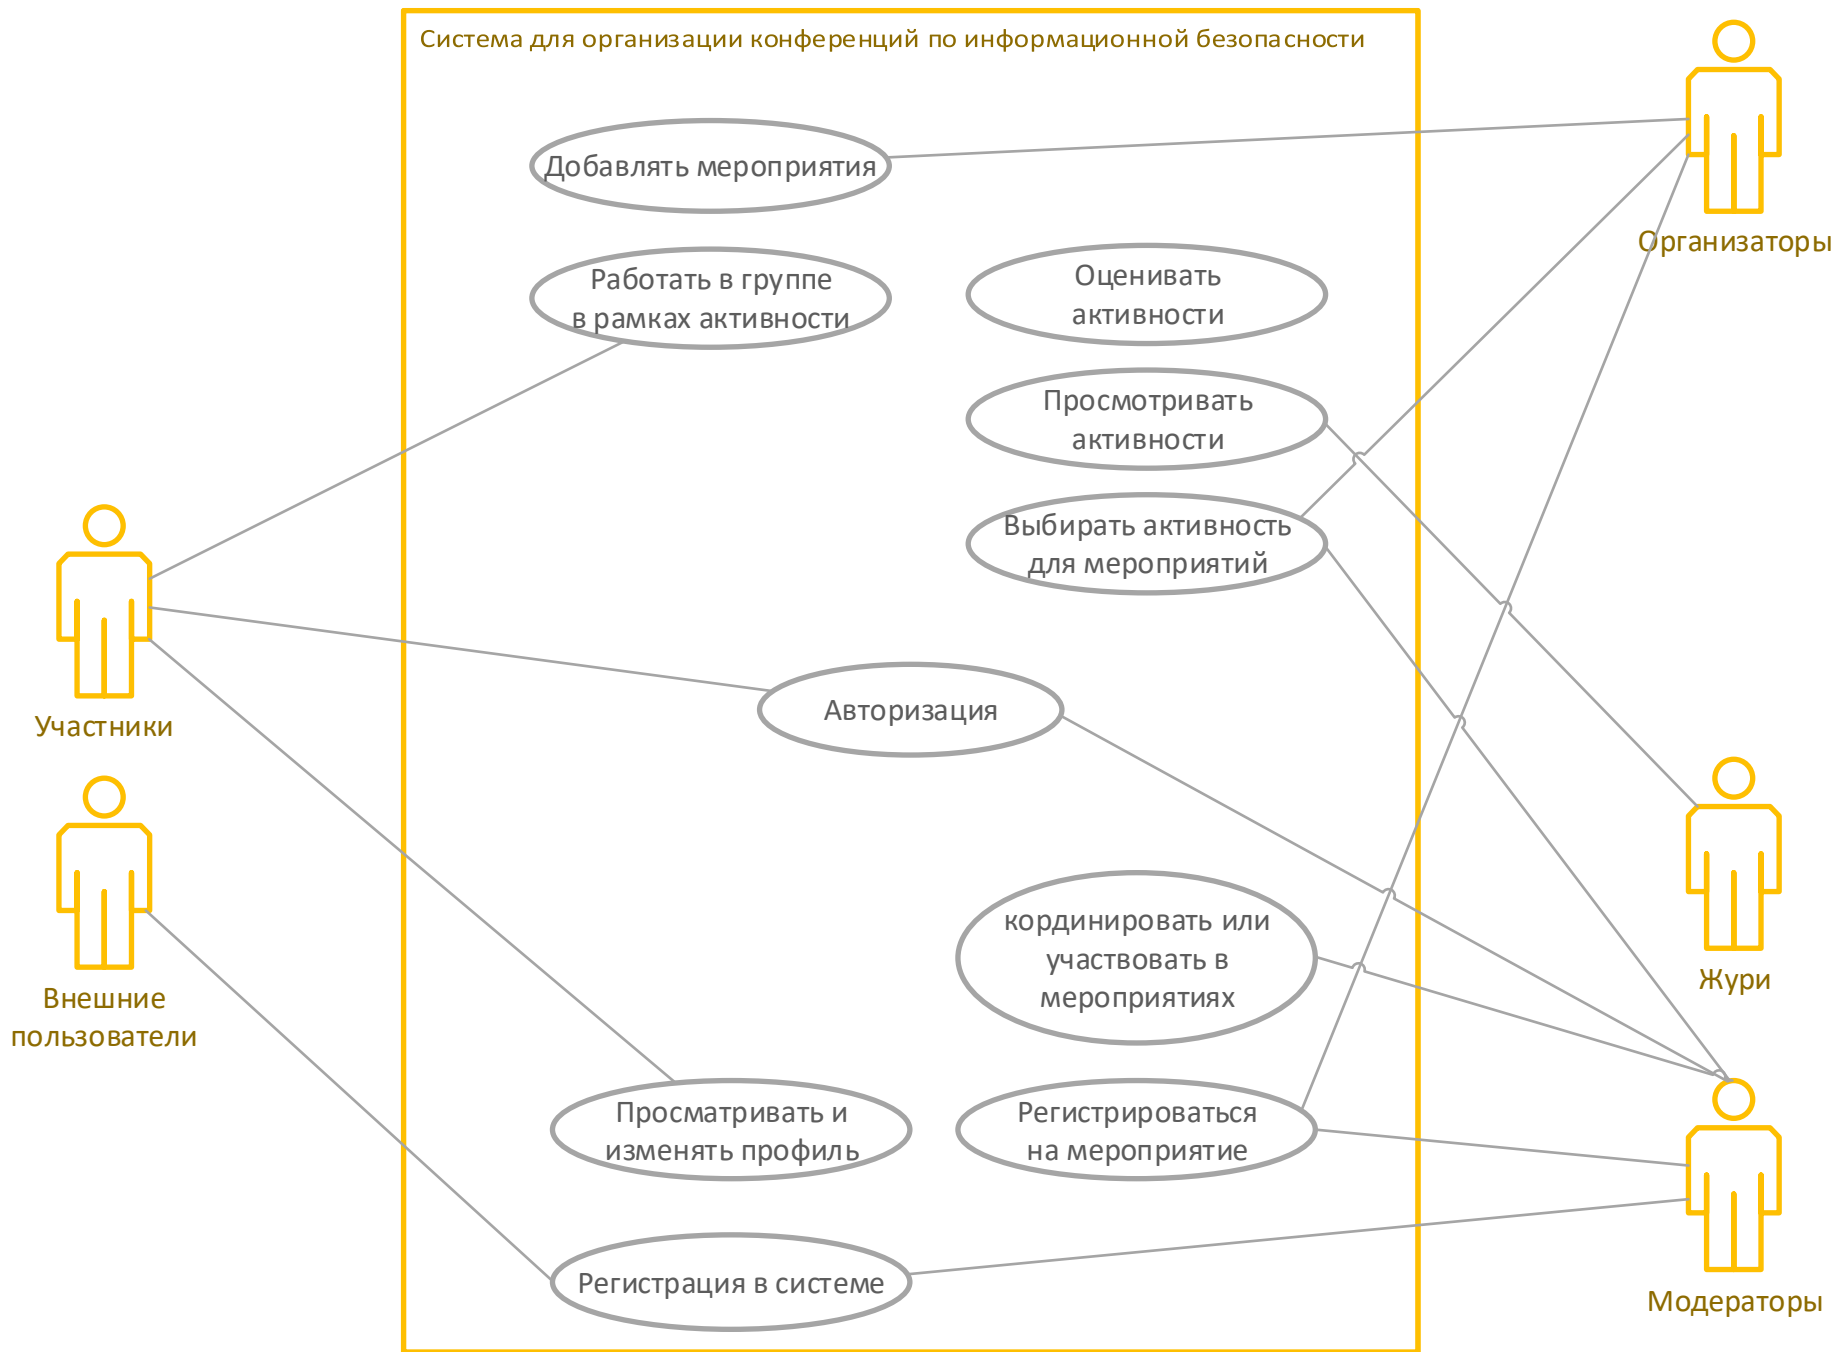 Система для организации конференций по информационной безопасности
Добавлять мероприятия
Организаторы
Работать в группе
в рамках активности
Оценивать
активности
Просмотривать
активности
Выбирать активность
для мероприятий
Участники
Авторизация
Внешние
пользователи
Жури
кординировать или
участвовать в
мероприятиях
Просматривать и
изменять профиль
Регистрироваться
на мероприятие
Регистрация в системе
Модераторы